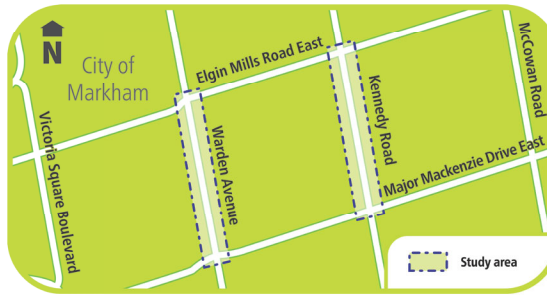 N
City of
Markham
Elgin Mills Road East
McCowan Road
Kennedy Road
Warden Avenue
Victoria Square Boulevard
Major Mackenzie Drive East
Study area